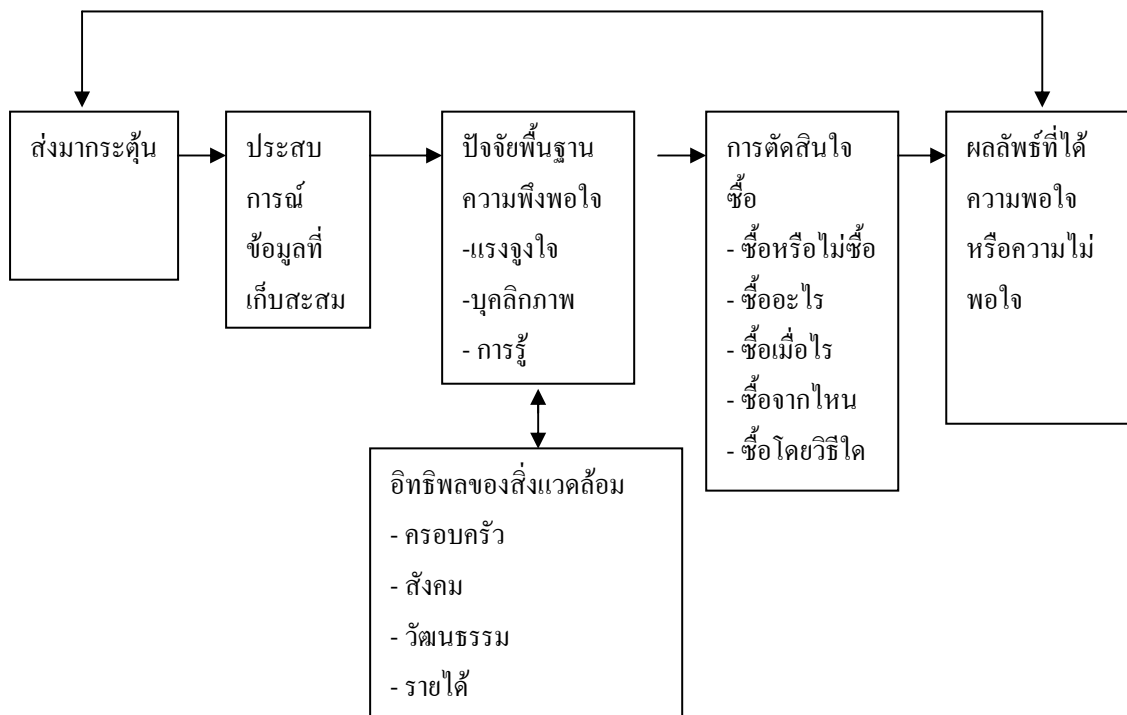 ส่งมากระตุ้น
ประสบ
การณ์
ข้อมูลที่
เก็บสะสม
ปัจจัยพื้นฐาน
ความพึงพอใจ
-แรงจูงใจ
-บุคลิกภาพ
- การรู้
การตัดสินใจ
ซื้อ
- ซื้อหรือไม่ซื้อ
- ซื้ออะไร
- ซื้อเมื่อไร
- ซื้อจากไหน
- ซื้อโดยวิธีใด
ผลลัพธ์ที่ได้
ความพอใจ
หรือความไม่
พอใจ
อิทธิพลของสิ่งแวดล้อม
- ครอบครัว
- สังคม
- วัฒนธรรม
- รายได้